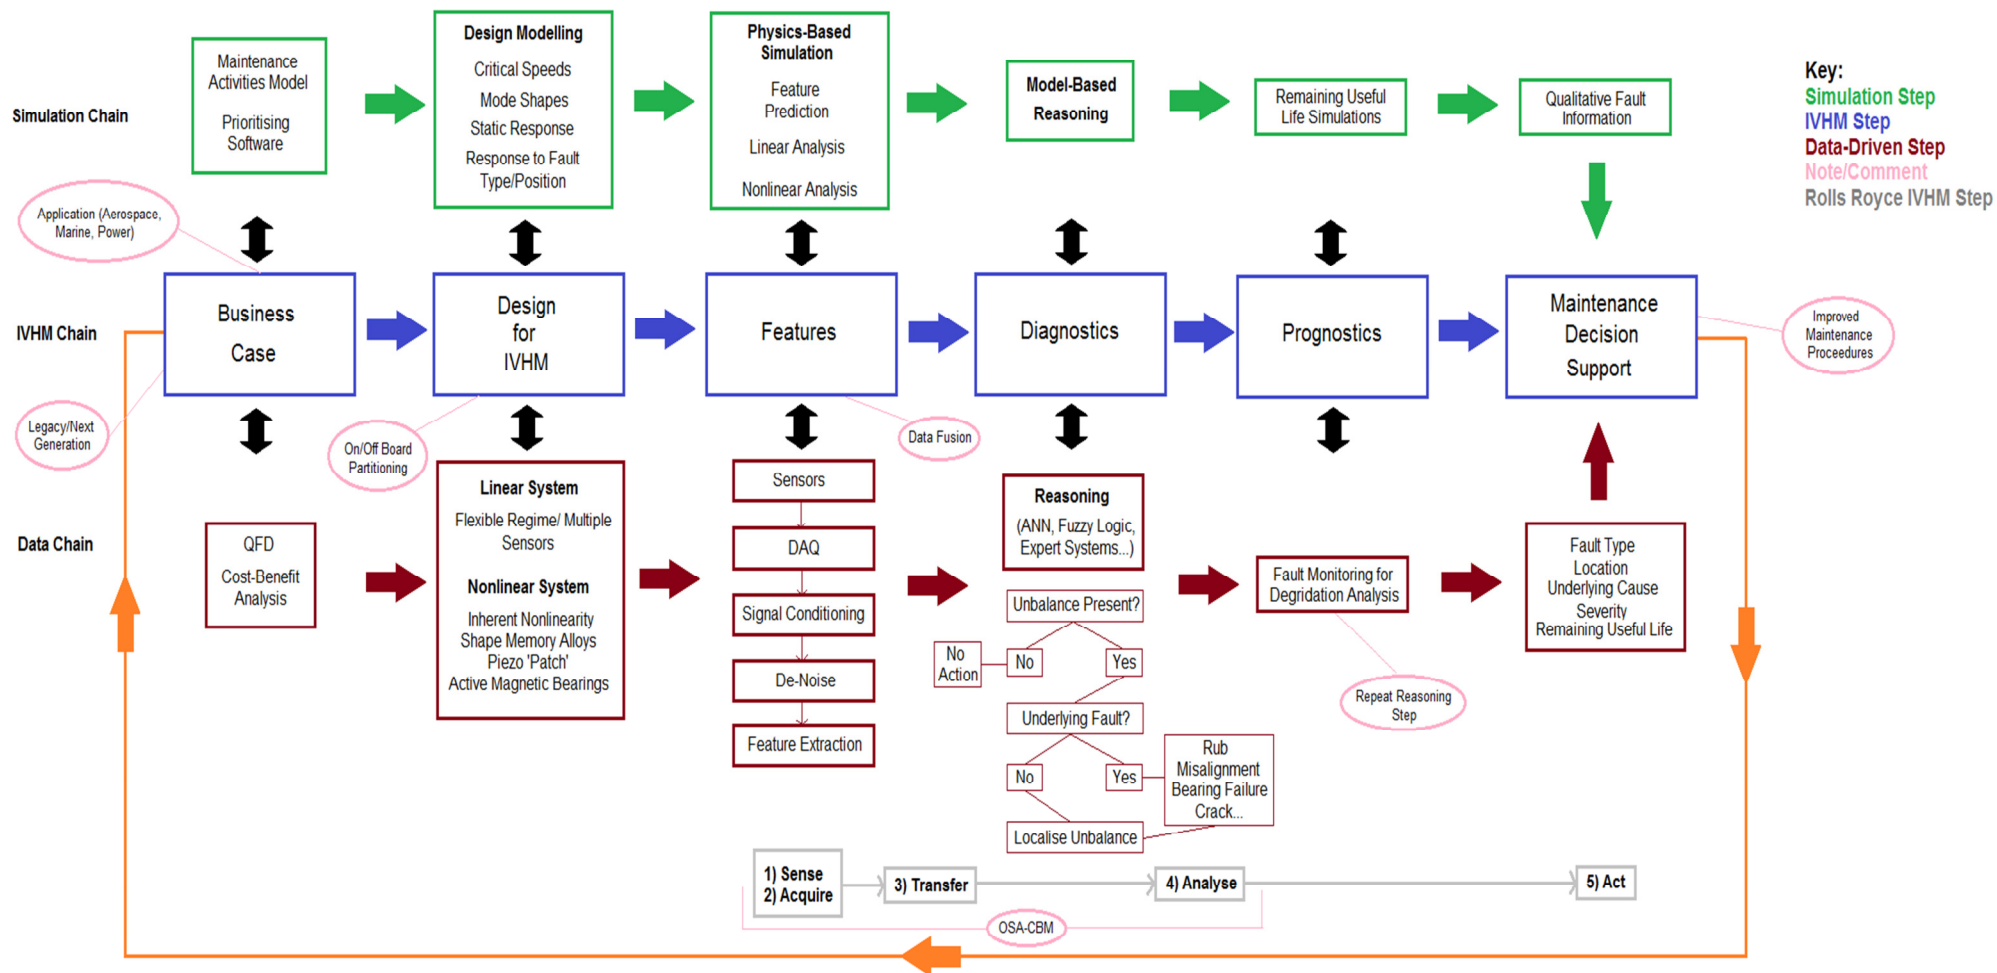 Key:
Simulation Step
IVHM Step
Data-Driven Step
Note/Comment
Rolls Royce IVHM Step
Simulation Chain
Maintenance
Activities Model
Prioritising
Software
Design Modelling
Critical Speeds
Mode Shapes
Static Response
Response to Fault
Type/Position
Physics-Based
Simulation
Feature
Prediction
Linear Analysis
Nonlinear Analysis
Model-Based
Reasoning
Remaining Useful
Life Simulations
Qualitative Fault
Information
Application (Aerospace,
Marine, Power)
IVHM Chain
Business
Case
Design
for
IVHM
Features
Diagnostics
Prognostics
Maintenance
Decision
Support
Improved
Maintenance
Proceedures
Legacy/Next
Generation
On/Off Board
Partitioning
Data Fusion
Data Chain
QFD
Cost-Benefit
Analysis
Linear System
Flexible Regime/ Multiple
Sensors
Nonlinear System
Inherent Nonlinearity
Shape Memory Alloys
Piezo 'Patch'
Active Magnetic Bearings
Sensors
DAQ
Signal Conditioning
De-Noise
Feature Extraction
Reasoning
(ANN, Fuzzy Logic,
Expert Systems...)
Unbalance Present?
No
Action
No
Yes
Underlying Fault?
No
Yes
Rub
Misalignment
Bearing Failure
Crack...
Localise Unbalance
Fault Monitoring for
Degridation Analysis
Repeat Reasoning
Step
Fault Type
Location
Underlying Cause
Severity
Remaining Useful Life
1) Sense
2) Acquire
3) Transfer
4) Analyse
5) Act
OSA-CBM